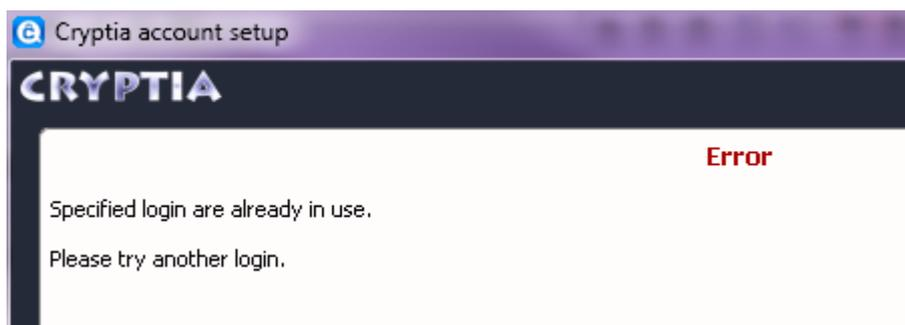 Cryptia account setup
CRYPTIA
Error
Specified login are already in use.
Please try another login.